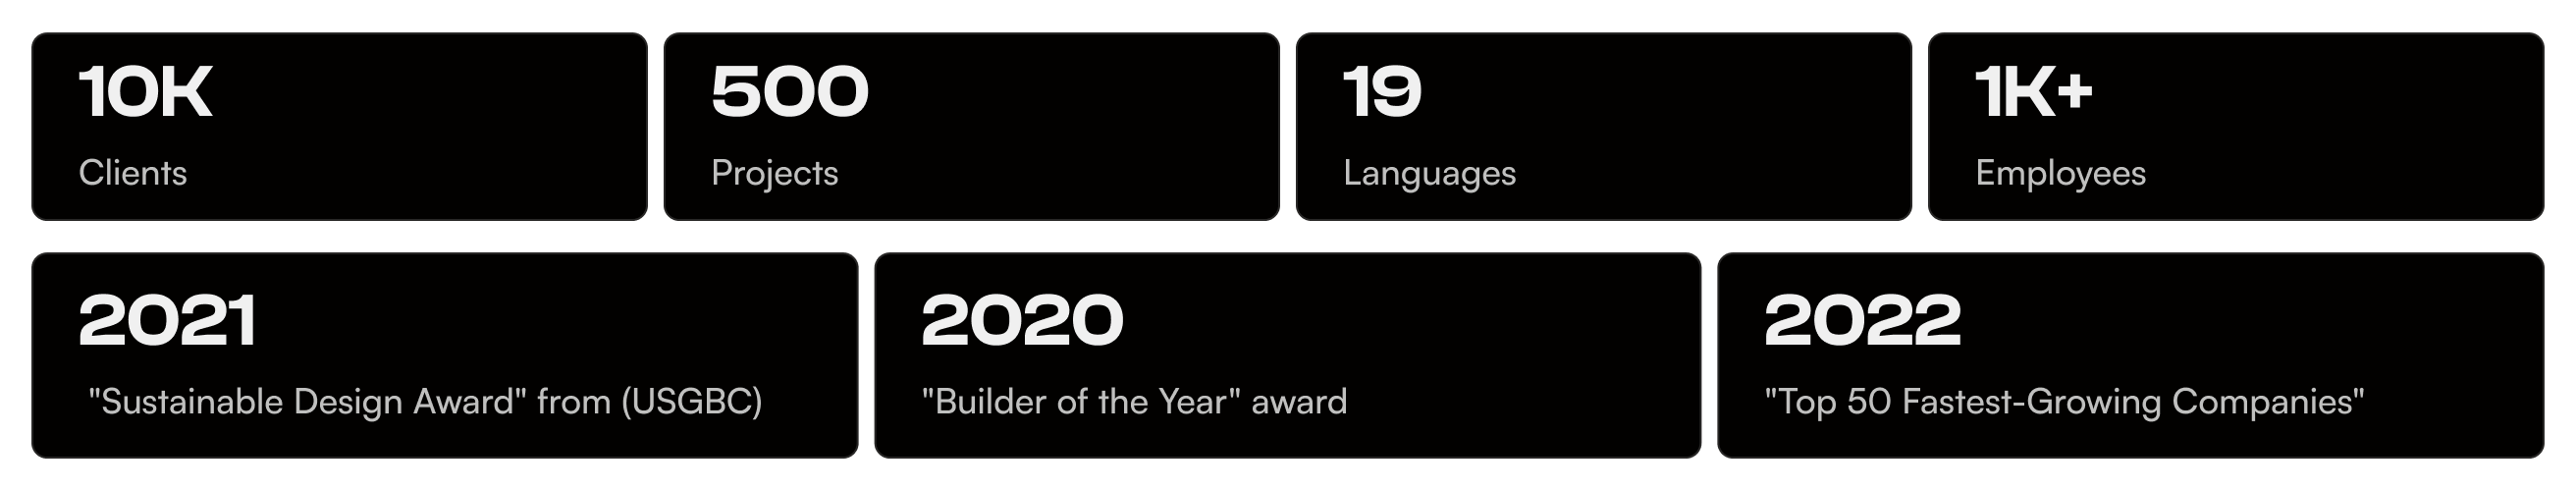 10K
Clients
500
Projects
19
Languages
1K+
Employees
2021
"Sustainable Design Award" from (USGBC)
2020
"Builder of the Year" award
2022
"Top 50 Fastest-Growing Companies"